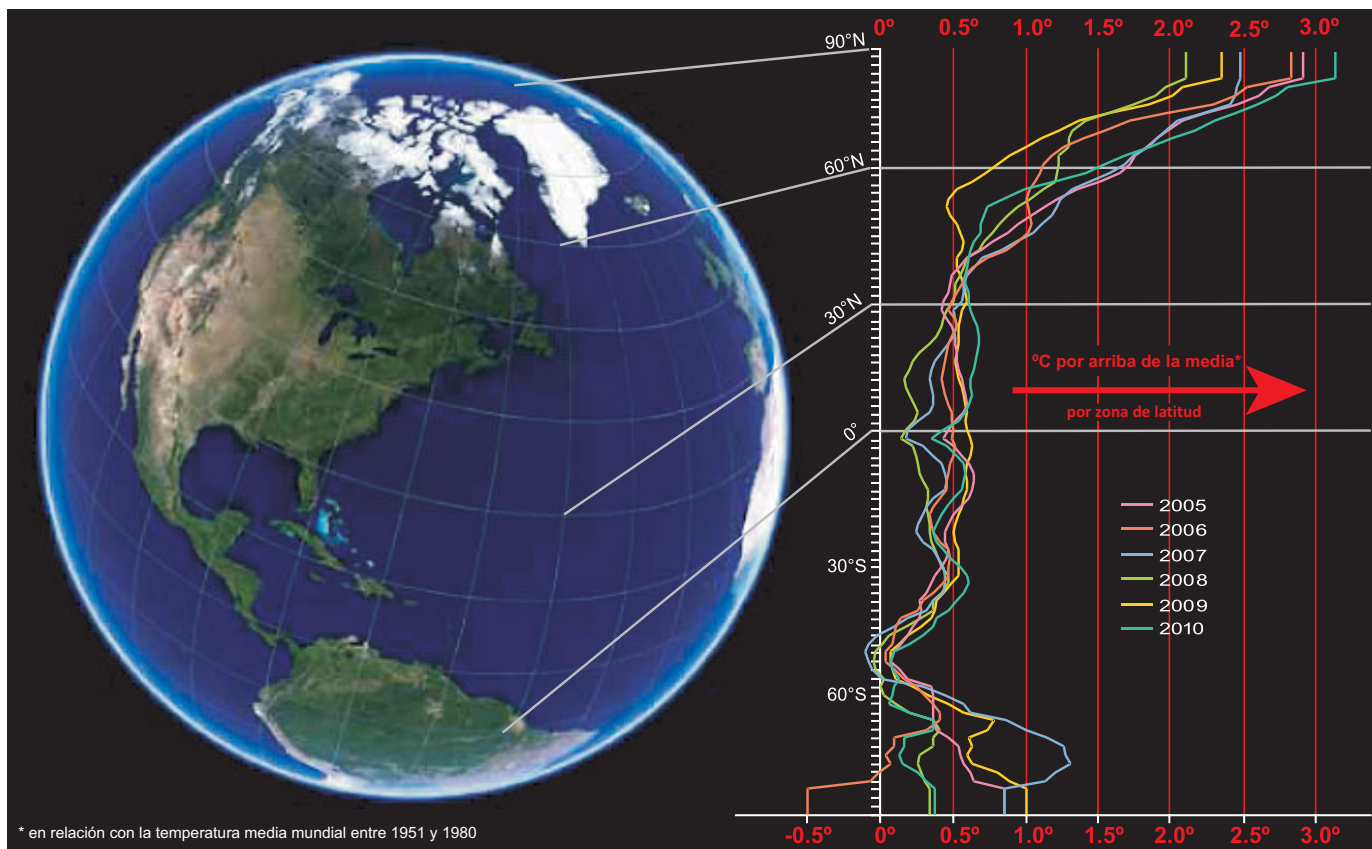 0º 0.5º 1.0º 1.5º 2.0º 2.5º 3.0º
90°N
60°N
30°N
ºC por arriba de la media*
por zona de latitud
0°
2005
2006
2007
2008
2009
2010
30°S
60°S
* en relación con la temperatura media mundial entre 1951 y 1980
-0.5º 0º 0.5º 1.0º 1.5º 2.0º 2.5º 3.0º